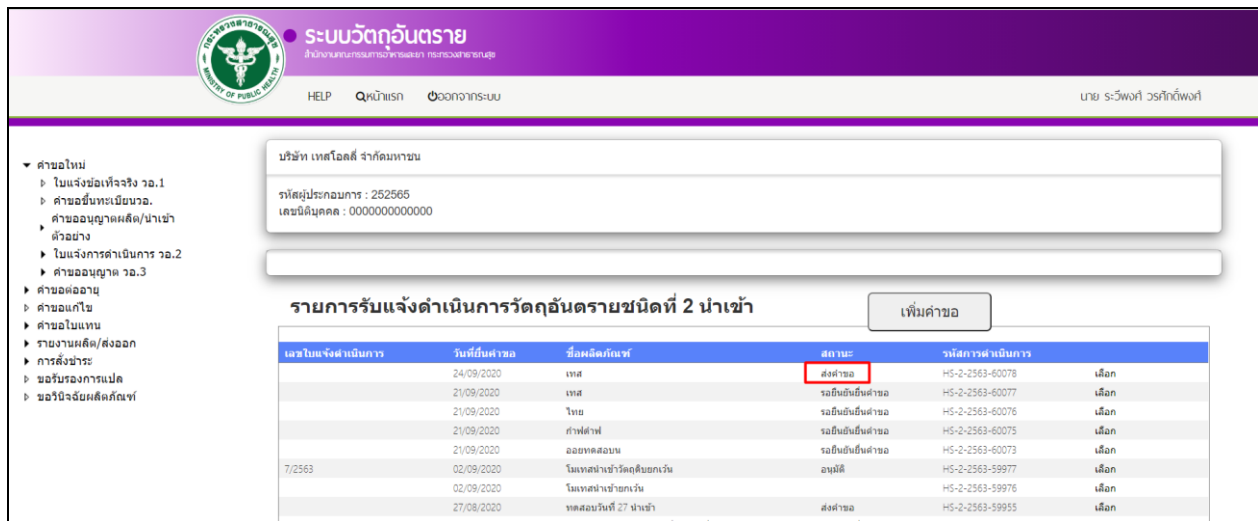 ระบบวัตถุอันตราย
สำนักงานคณะกรรมการอาหารและยา กระทรวงสาธารณสุข
กระทรวงสาธารณสุข
MINISTRY OF PUBLIC HEALTH
HELP หน้าแรก ออกจากระบบ นาย ระวีพงศ์ วรศักดิ์พงศ์
คำขอใหม่
ใบแจ้งข้อเท็จจริง วอ.1
คำขอขึ้นทะเบียนวอ.
คำขออนุญาตผลิต/นำเข้า
ตัวอย่าง
ใบแจ้งการดำเนินการ วอ.2
คำขออนุญาต วอ.3
คำขอต่ออายุ
คำขอแก้ไข
คำขอใบแทน
รายงานผลิต/ส่งออก
การสั่งชำระ
ขอรับรองการแปล
ขอวินิจฉัยผลิตภัณฑ์
บริษัท เทสโอลลี่ จำกัดมหาชน
รหัสผู้ประกอบการ : 252565
เลขนิติบุคคล : 0000000000000
รายการรับแจ้งดำเนินการวัตถุอันตรายชนิดที่ 2 นำเข้า เพิ่มคำขอ
เลขใบแจ้งดำเนินการ วันที่ยื่นคำขอ ชื่อผลิตภัณฑ์ สถานะ รหัสการดำเนินการ
24/09/2020 เทส ส่งคำขอ HS-2-2563-60078 เลือก
21/09/2020 เทส รอยืนยันยื่นคำขอ HS-2-2563-60077 เลือก
21/09/2020 ไทย รอยืนยันยื่นคำขอ HS-2-2563-60076 เลือก
21/09/2020 กำฟดำฟ รอยืนยันยื่นคำขอ HS-2-2563-60075 เลือก
21/09/2020 ออยทดสอบน รอยืนยันยื่นคำขอ HS-2-2563-60073 เลือก
7/2563 02/09/2020 โมเทสนำเข้าวัตถุดิบยกเว้น อนุมัติ HS-2-2563-59977 เลือก
02/09/2020 โมเทสนำเข้ายกเว้น HS-2-2563-59976 เลือก
27/08/2020 ทดสอบวันที่ 27 นำเข้า ส่งคำขอ HS-2-2563-59955 เลือก